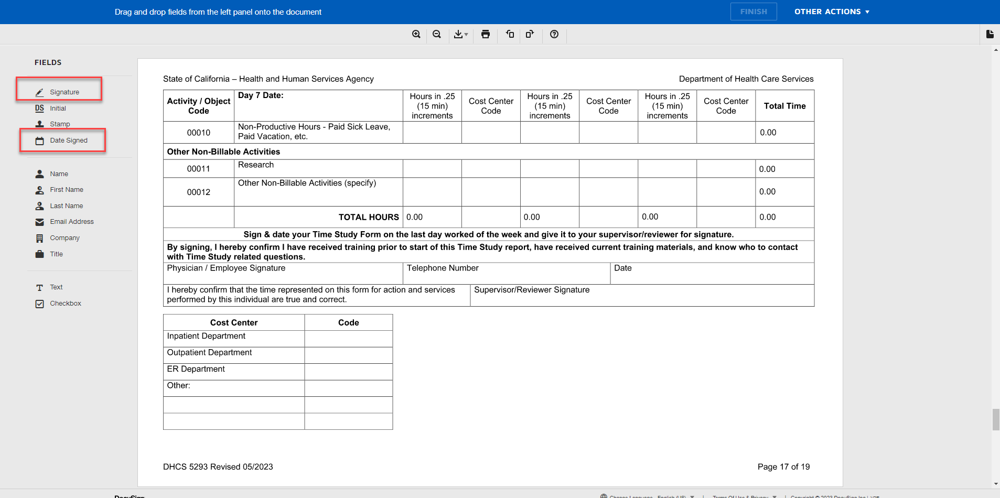 Drag and drop fields from the left panel onto the document
FINISH
OTHER ACTIONS
FIELDS
Signature
DS Initial
Stamp
Date Signed
Name
First Name
Last Name
Email Address
Company
Title
Text
Checkbox
State of California – Health and Human Services Agency
Department of Health Care Services
Activity / Object
Code
Day 7 Date:
Hours in .25
(15 min)
increments
Cost Center
Code
Hours in .25
(15 min)
increments
Cost Center
Code
Hours in .25
(15 min)
increments
Cost Center
Code
Total Time
00010
Non-Productive Hours - Paid Sick Leave,
Paid Vacation, etc.
0.00
Other Non-Billable Activities
00011
Research
0.00
00012
Other Non-Billable Activities (specify)
0.00
TOTAL HOURS
0.00
0.00
0.00
0.00
Sign & date your Time Study Form on the last day worked of the week and give it to your supervisor/reviewer for signature.
By signing, I hereby confirm I have received training prior to start of this Time Study report, have received current training materials, and know who to contact
with Time Study related questions.
Physician / Employee Signature
Telephone Number
Date
I hereby confirm that the time represented on this form for action and services
performed by this individual are true and correct.
Supervisor/Reviewer Signature
Cost Center
Code
Inpatient Department
Outpatient Department
ER Department
Other:
DHCS 5293 Revised 05/2023
Page 17 of 19
DocuSign
Change Language - English (US)
Terms Of Use & Privacy
Copyright © 2023 DocuSign Inc. | V2R